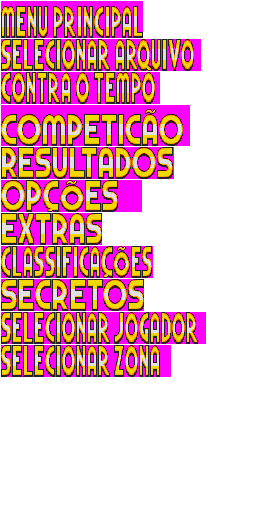 MENU PRINCIPAL
SELECIONAR ARQUIVO
CONTRA O TEMPO
COMPETIÇÃO
RESULTADOS
OPÇÕES
EXTRAS
CLASSIFICAÇÕES
SECRETOS
SELECIONAR JOGADOR
SELECIONAR ZONA